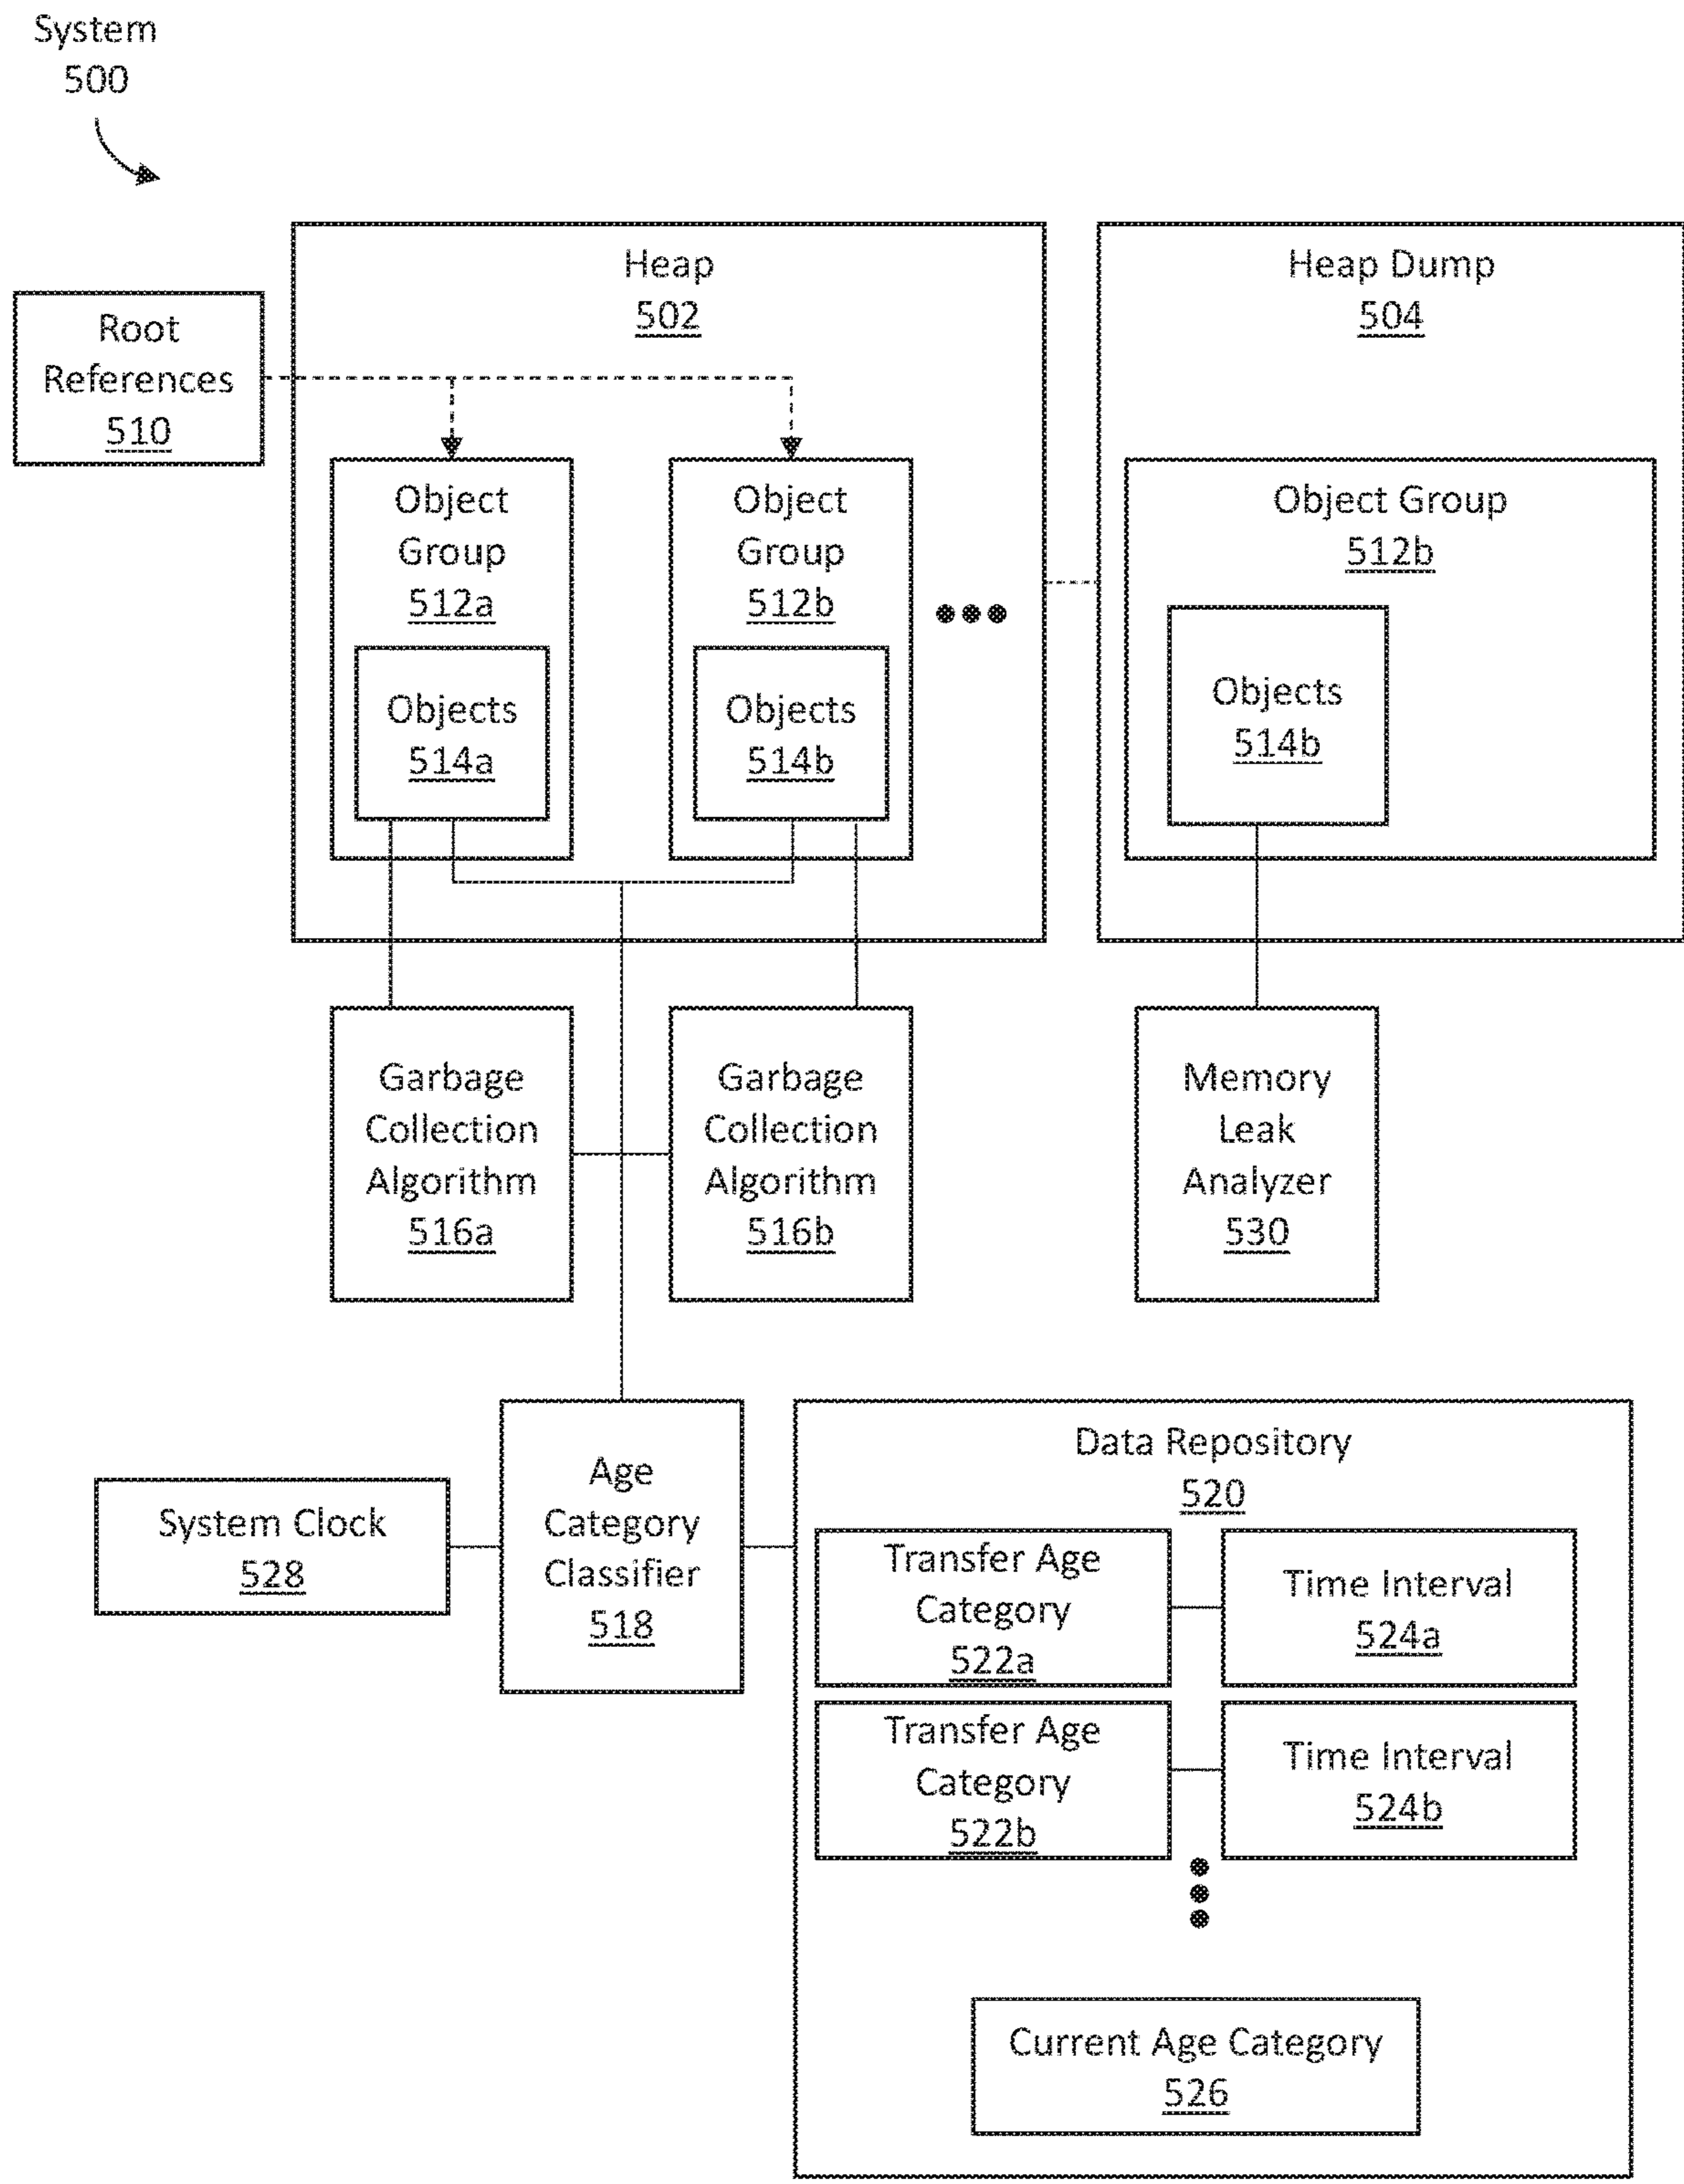 System
500
Heap
502
Heap Dump
504
Root
References
510
Object
Group
512a
Objects
514a
Object
Group
512b
Objects
514b
Object Group
512b
Objects
514b
Garbage
Collection
Algorithm
516a
Garbage
Collection
Algorithm
516b
Memory
Leak
Analyzer
530
System Clock
528
Age
Category
Classifier
518
Data Repository
520
Transfer Age
Category
522a
Time Interval
524a
Transfer Age
Category
522b
Time Interval
524b
Current Age Category
526